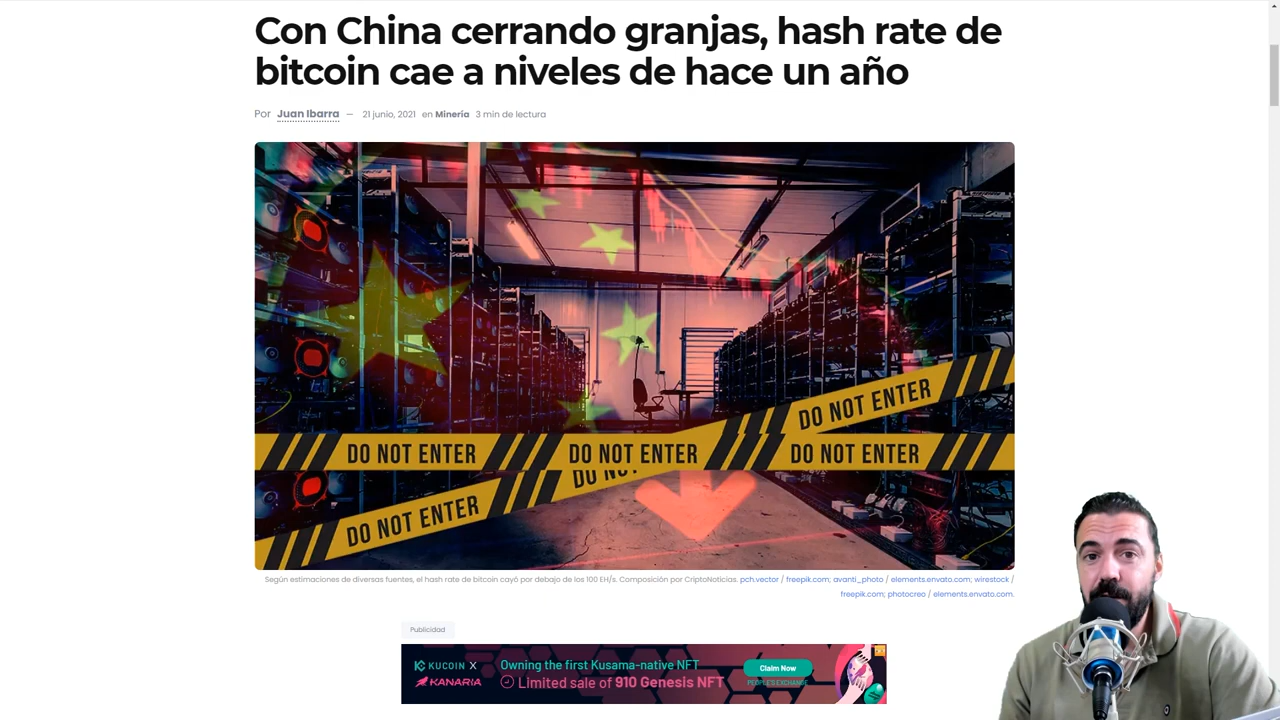 Con China cerrando granjas, hash rate de
bitcoin cae a niveles de hace un año
Por Juan Ibarra — 21 junio, 2021 en Minería 3 min de lectura
DO NOT ENTER
DO NOT ENTER DO NOT ENTER DO NOT ENTER
DO NOT
DO NOT ENTER
Según estimaciones de diversas fuentes, el hash rate de bitcoin cayó por debajo de los 100 EH/s. Composición por CriptoNoticias. pch.vector / freepik.com; avanti_photo / elements.envato.com; wirestock /
freepik.com; photocreo / elements.envato.com.
Publicidad
KUCOIN X
KANARIA
Owning the first Kusama-native NFT
Limited sale of 910 Genesis NFT
Claim Now
PEOPLE'S EXCHANGE